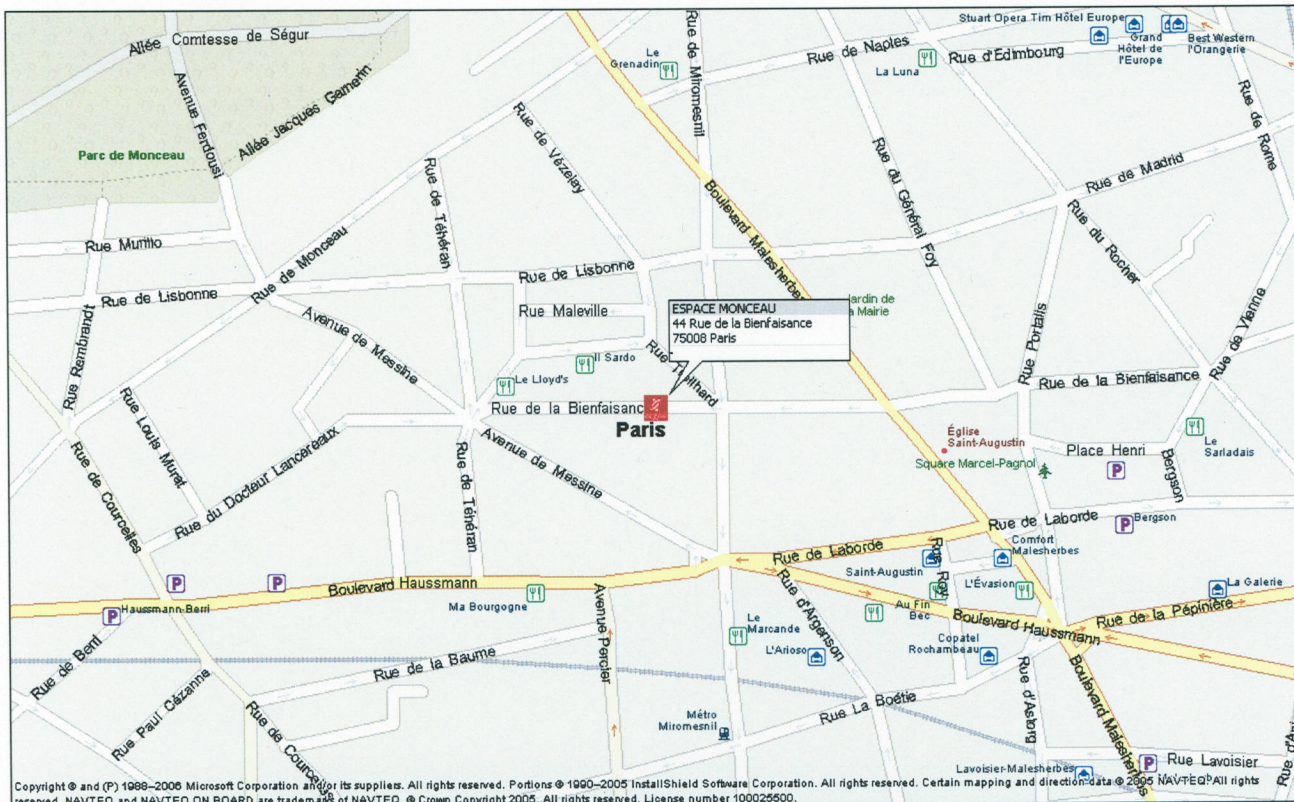 Allée Comtesse de Ségur
Avenue Ferdousi
Allée Jacques Garnerin
Parc de Monceau
Le
Grenadin
Rue de Miromesnil
Stuart Opera Tim Hôtel Europe
Grand
Hôtel de
l'Europe
Best Western
l'Orangerie
Rue de Naples
La Luna
Rue d'Édimbourg
Rue de Rome
Rue de Vézelay
Rue de Téhéran
Boulevard Malesherbes
Rue du Général Foy
Rue de Madrid
Rue du Rocher
Rue Murillo
Rue de Monceau
Rue de Lisbonne
Rue de Lisbonne
Rue Rembrandt
Avenue de Messine
Rue Maleville
ESPACE MONCEAU
44 Rue de la Bienfaisance
75008 Paris
Jardin de
a Mairie
Rue Portalis
Rue de Vienne
Il Sardo
Le Lloyd's
Rue de la Bienfaisanc
Paris
Rue de la Bienfaisance
Rue Louis Murat
Rue du Docteur Lancereaux
Rue de Courcelles
Rue de Téhéran
Avenue de Messine
Église
Saint-Augustin
Square Marcel-Pagnol
Place Henri
Bergson
Le
Sarladais
P
Rue de Laborde
P
Bergson
Rue de Laborde
Saint-Augustin
Rue Roy
Comfort
Malesherbes
L'Évasion
La Galerie
P
P
P
Haussmann-Berri
Boulevard Haussmann
Ma Bourgogne
Avenue Percier
Le
Marcande
L'Arioso
Rue d'Argenson
Au Fin
Bec
Boulevard Haussmann
Copatel
Rochambeau
Rue de la Pépinière
Rue de Berri
Rue Paul Cézanne
Rue de la Baume
Rue de Courcelles
Métro
Miromesnil
Rue La Boétie
Rue d'Astorg
Boulevard Malesherbes
Lavoisier-Malesherbes
P
Rue Lavoisier
Copyright © and (P) 1988–2006 Microsoft Corporation and/or its suppliers. All rights reserved. Portions © 1990–2005 InstallShield Software Corporation. All rights reserved. Certain mapping and direction data © 2005 NAVTEQ. All rights
reserved. NAVTEQ and NAVTEQ ON BOARD are trademarks of NAVTEQ. © Crown Copyright 2005. All rights reserved. License number 100025500.